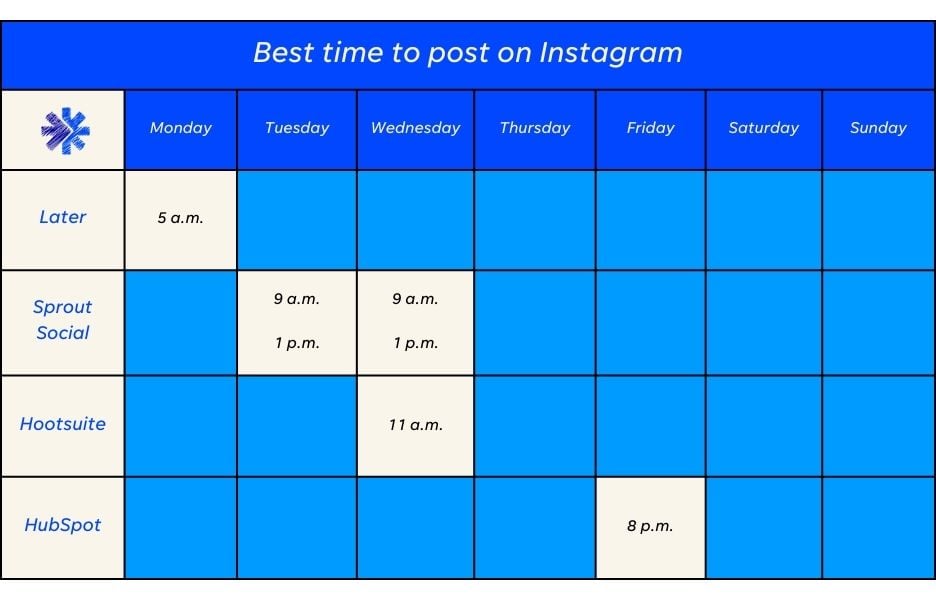 Best time to post on Instagram
Monday Tuesday Wednesday Thursday Friday Saturday Sunday
Later 5 a.m.
Sprout
Social
9 a.m. 9 a.m.
1 p.m. 1 p.m.
Hootsuite 11 a.m.
HubSpot 8 p.m.